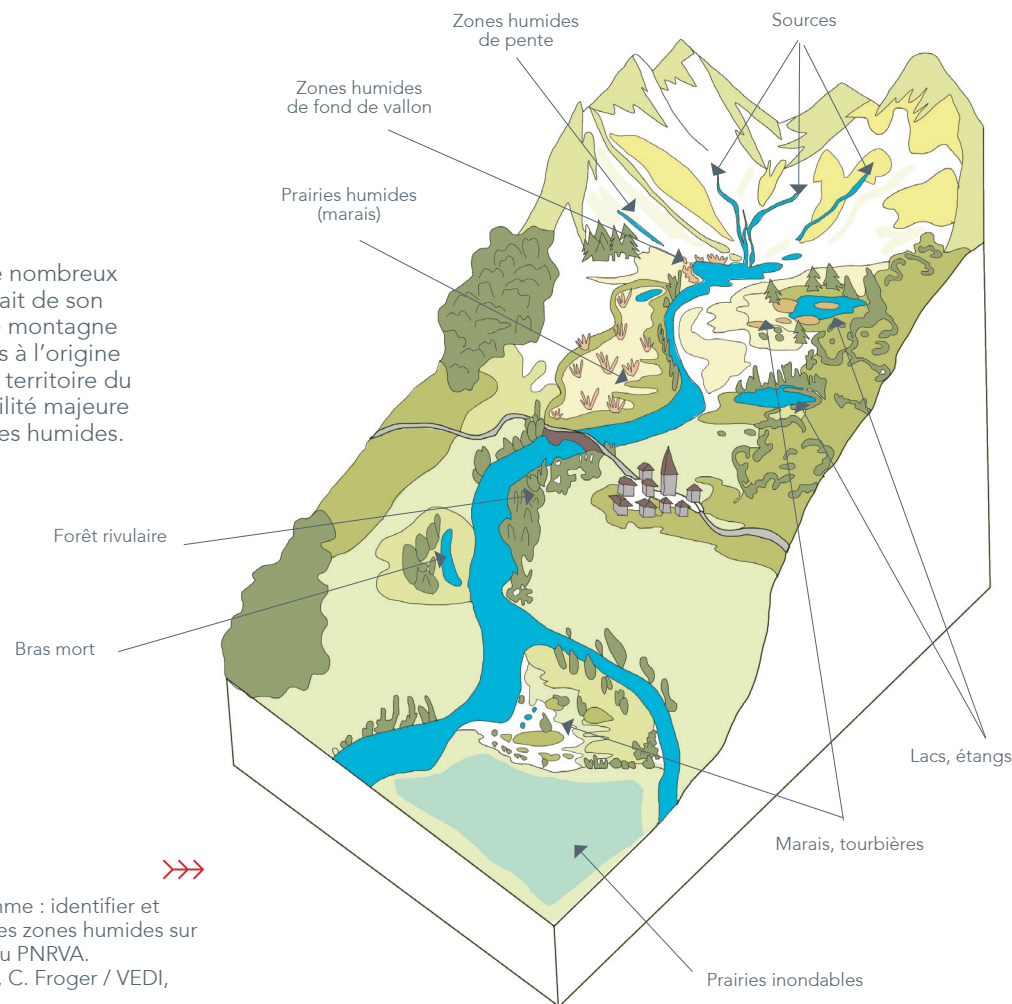 Zones humides
de pente
Sources
Zones humides
de fond de vallon
Prairies humides
(marais)
nombreux
ait de son
montagne
s à l'origine
territoire du
ilité majeure
es humides.
Forêt rivulaire
Bras mort
Lacs, étangs
Marais, tourbières
Prairies inondables
me : identifier et
es zones humides sur
u PNRVA.
, C. Froger / VEDI,